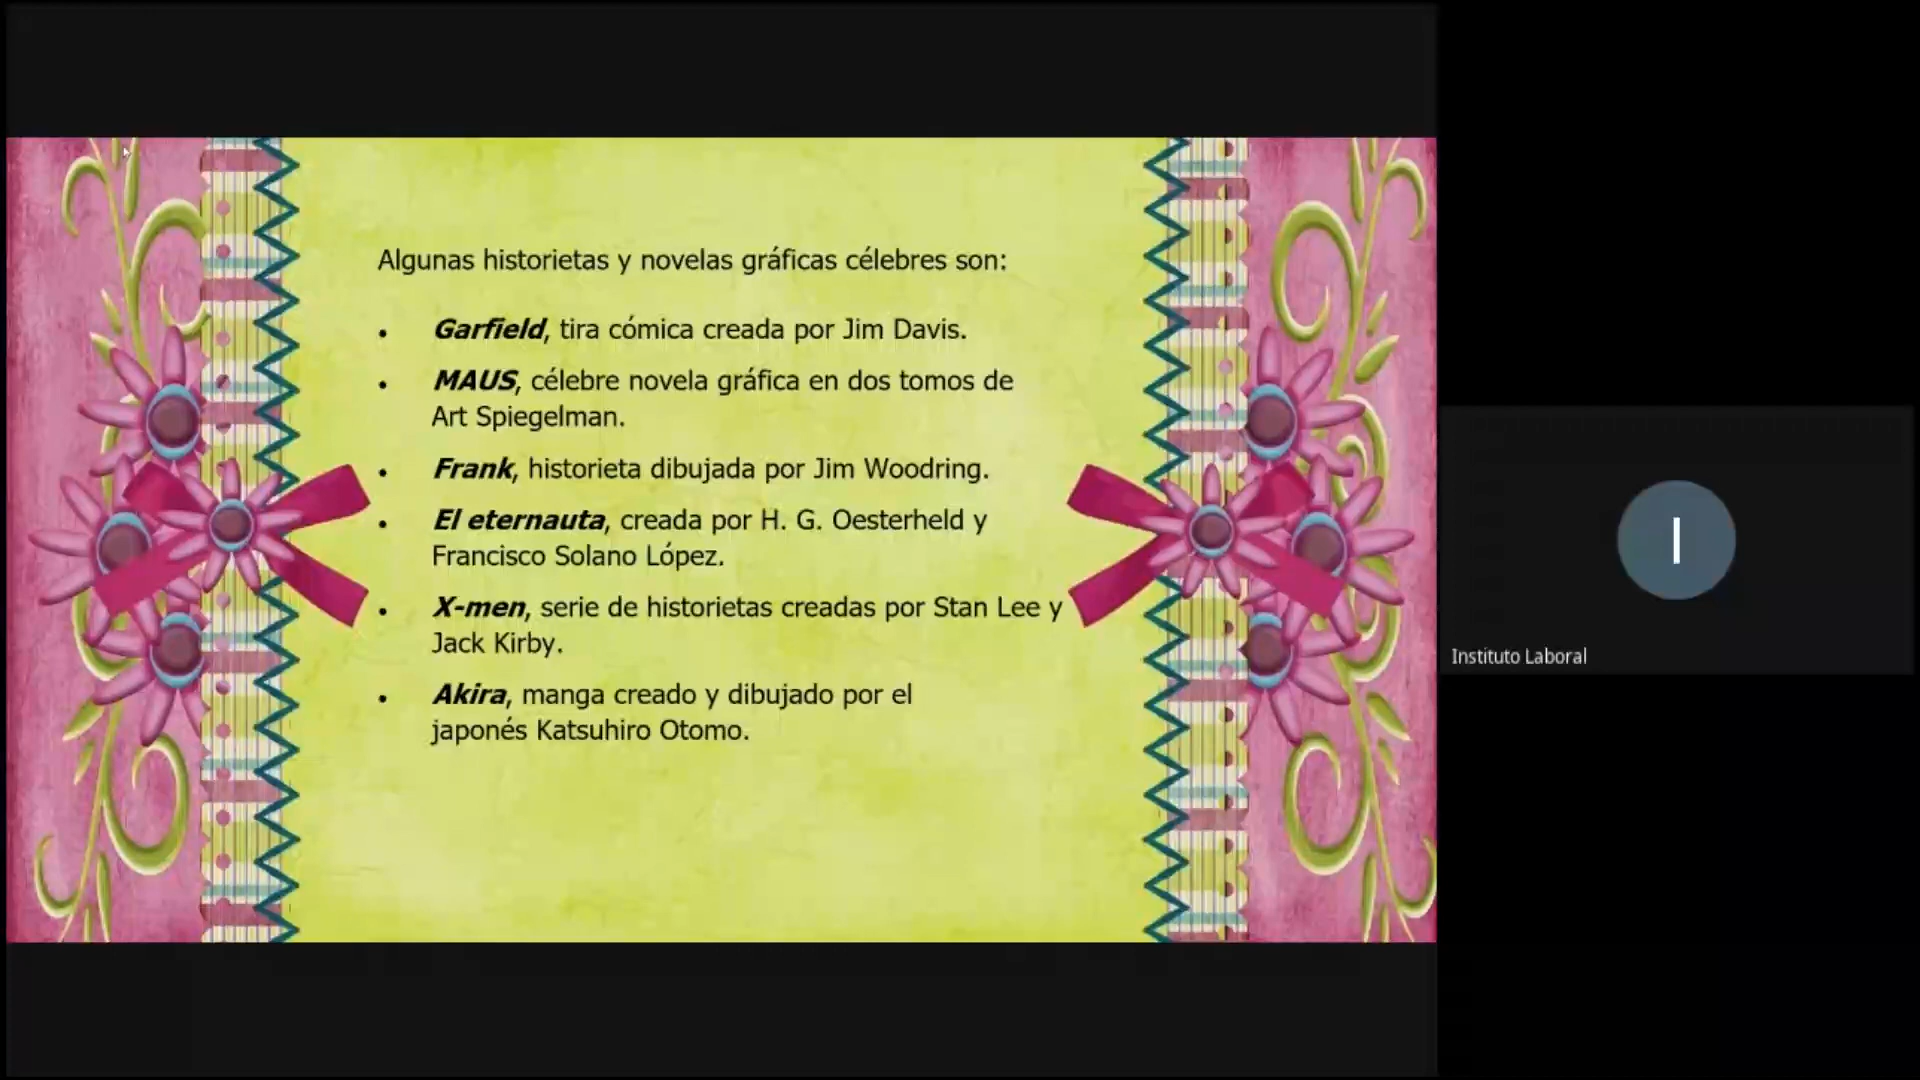 Algunas historietas y novelas gráficas célebres son:
• Garfield, tira cómica creada por Jim Davis.
• MAUS, célebre novela gráfica en dos tomos de
Art Spiegelman.
• Frank, historieta dibujada por Jim Woodring.
• El eternauta, creada por H. G. Oesterheld y
Francisco Solano López.
• X-men, serie de historietas creadas por Stan Lee y
Jack Kirby.
• Akira, manga creado y dibujado por el
japonés Katsuhiro Otomo.
I
Instituto Laboral